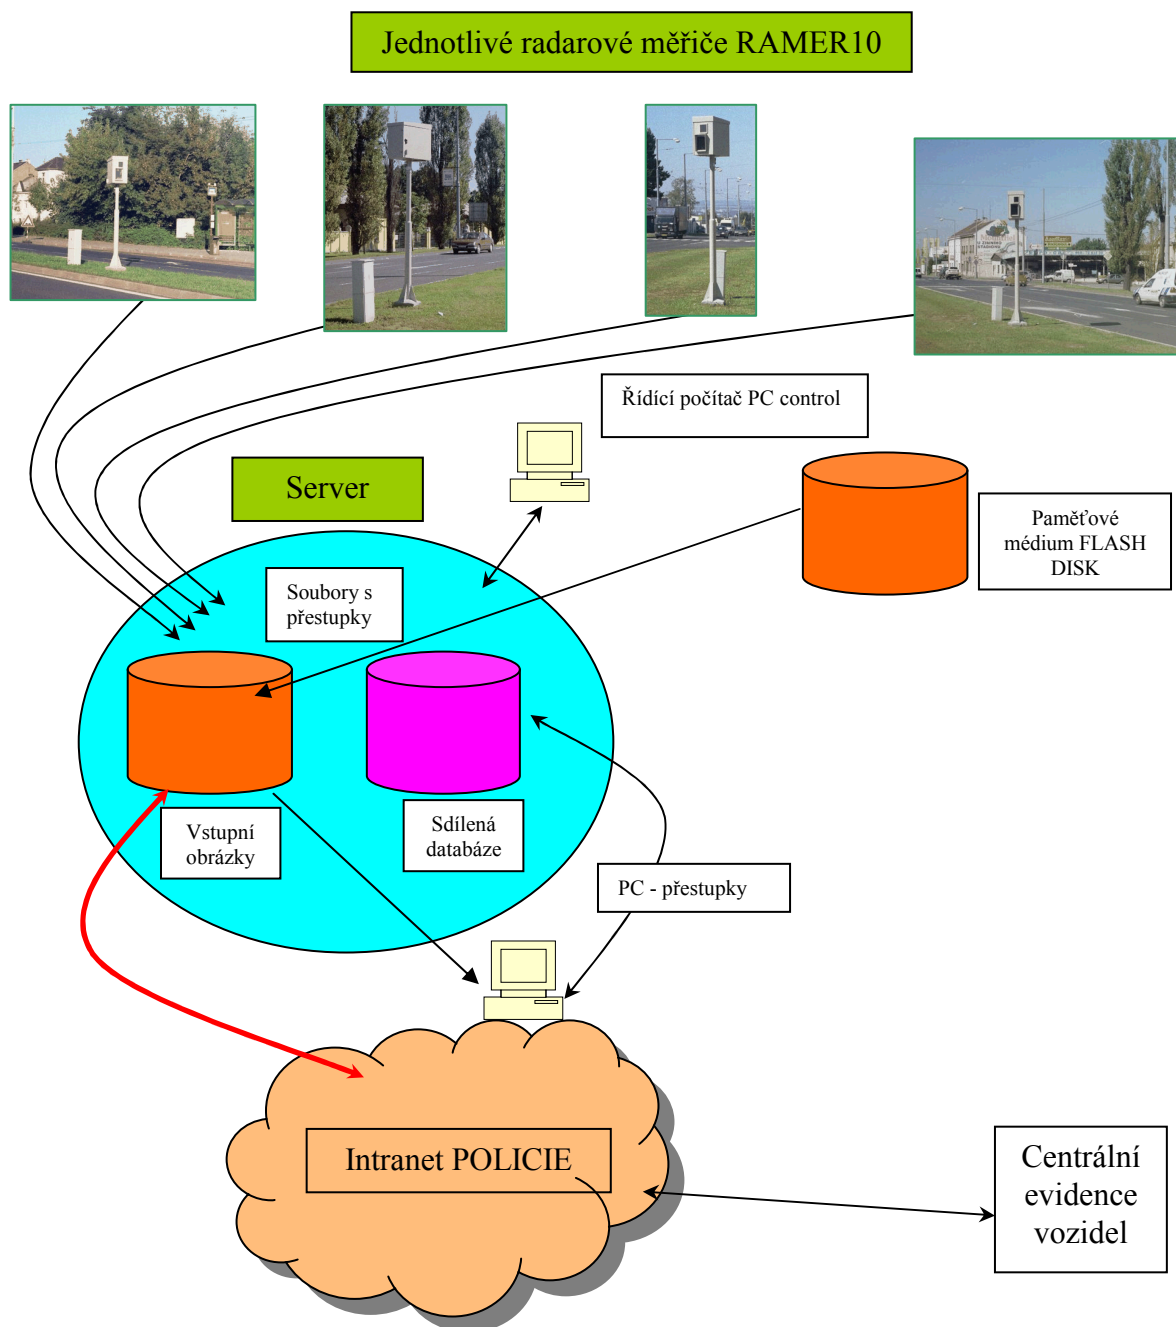 Jednotlivé radarové měřiče RAMER10
Řídící počítač PC control
Server
Paměťové
médium FLASH
DISK
Soubory s
přestupky
Vstupní
obrázky
Sdílená
databáze
PC - přestupky
Intranet POLICIE
Centrální
evidence
vozidel